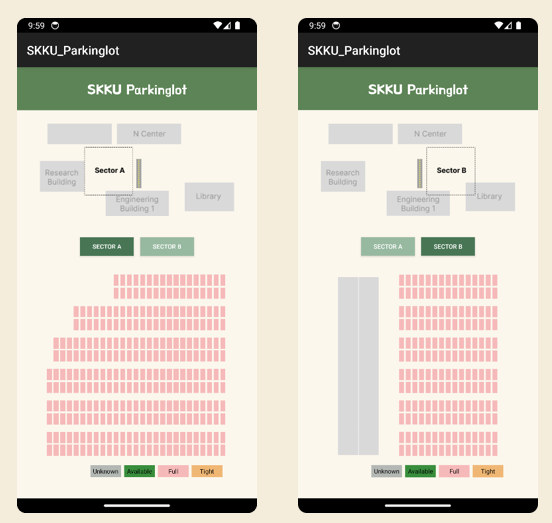 9:59
SKKU_Parkinglot
SKKU Parkinglot
N Center
Research
Building
Sector A
Engineering
Building 1
Library
SECTOR A
SECTOR B
Unknown
Available
Full
Tight
9:59
SKKU_Parkinglot
SKKU Parkinglot
N Center
Research
Building
Sector B
Engineering
Building 1
Library
SECTOR A
SECTOR B
Unknown
Available
Full
Tight